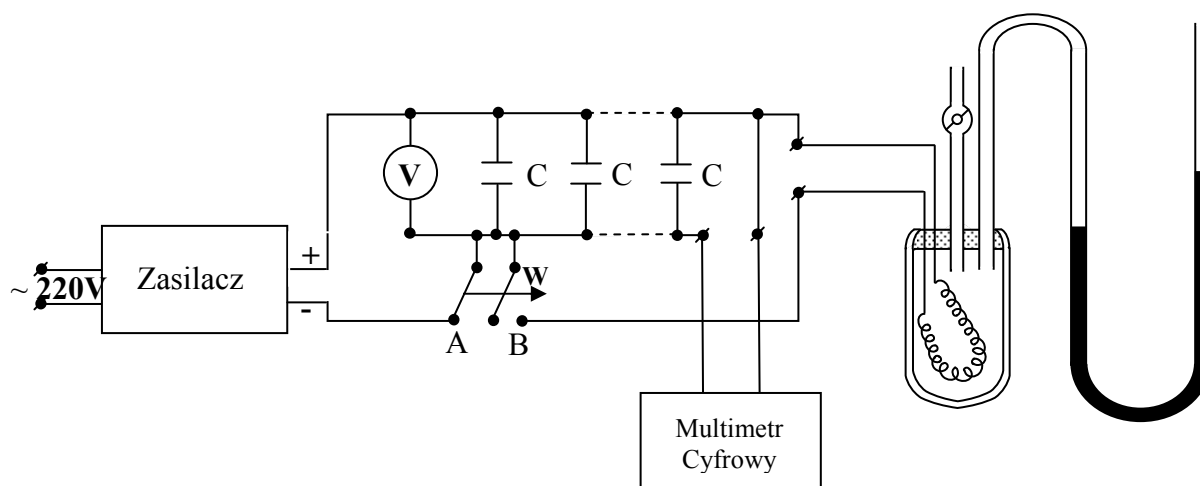 V
C
C
C
+
Zasilacz
~ 220V
W
-
A
B
Multimetr
Cyfrowy